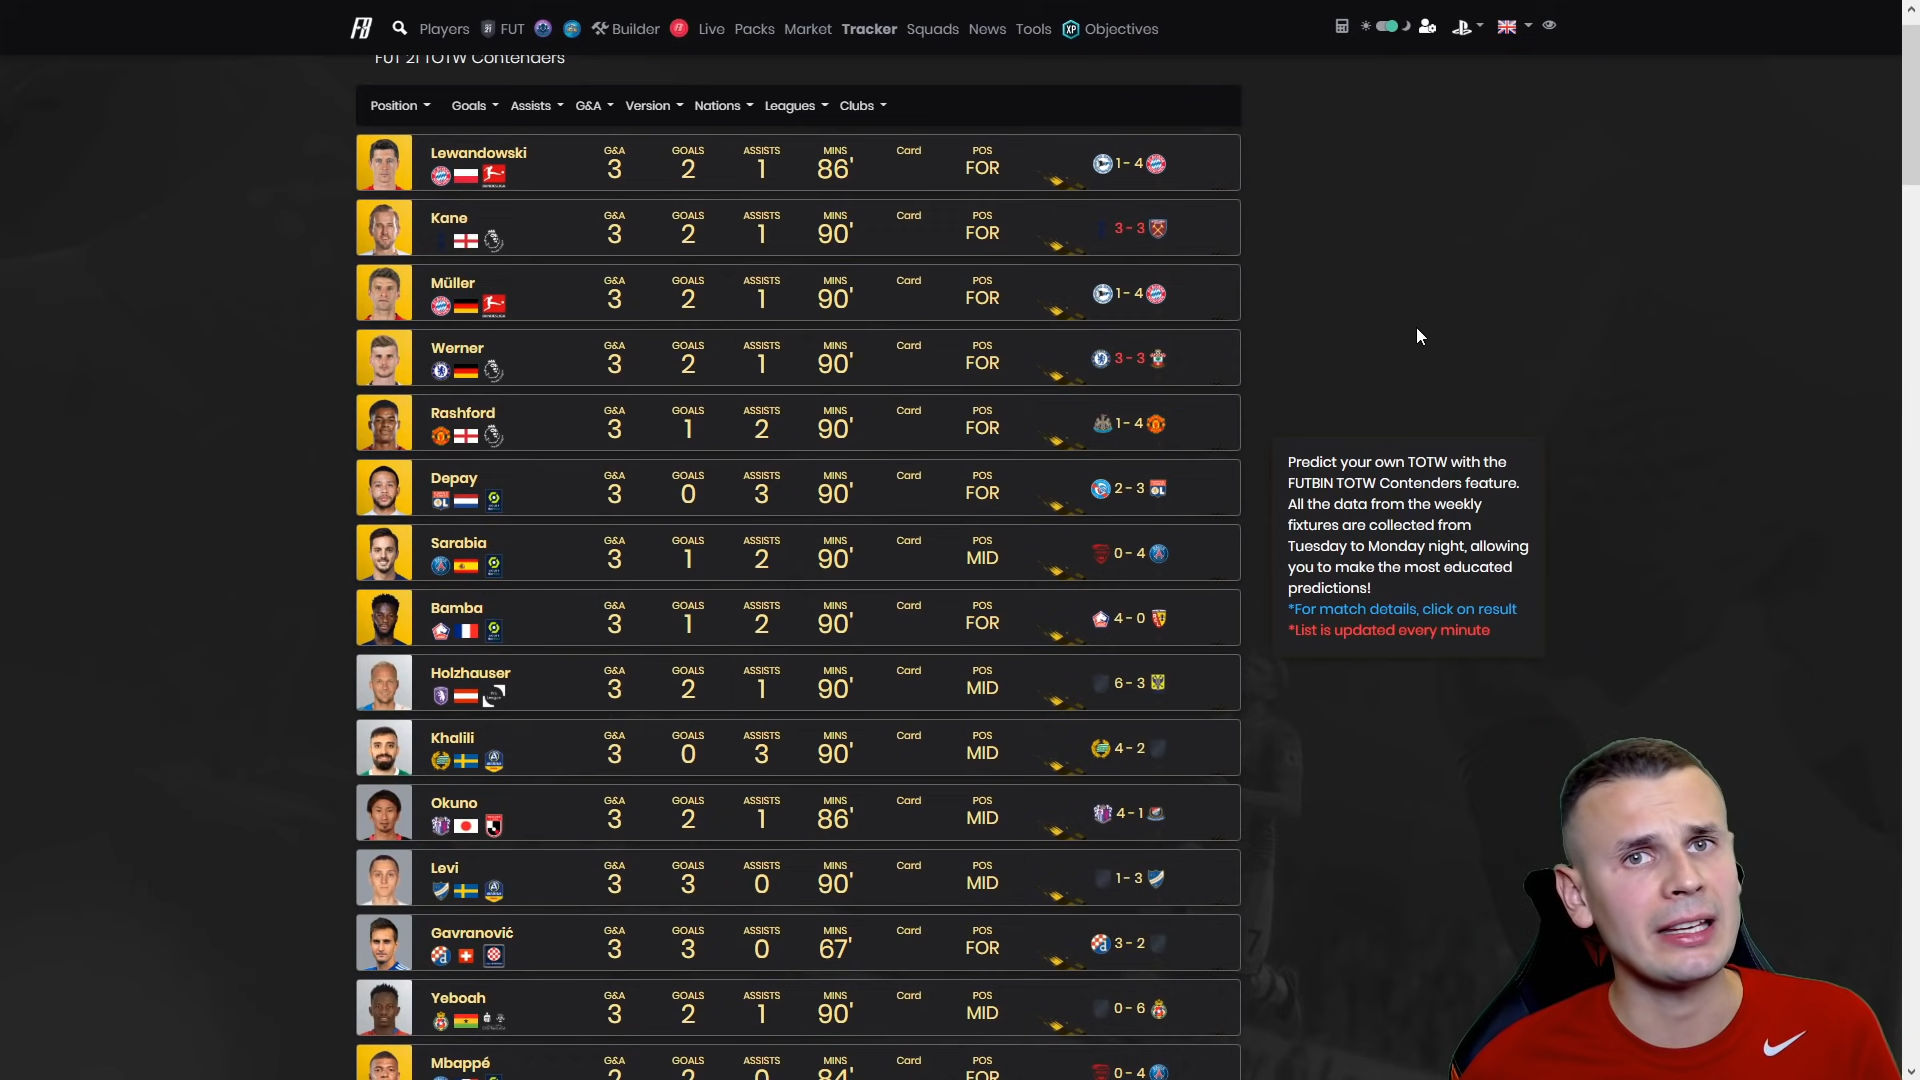 Players FUT Builder Live Packs Market Tracker Squads News Tools XP Objectives
FUT 21 TOTW Contenders
Position Goals Assists G&A Version Nations Leagues Clubs
G&A GOALS ASSISTS MINS Card POS
Lewandowski 3 2 1 86' FOR 1 - 4
G&A GOALS ASSISTS MINS Card POS
Kane 3 2 1 90' FOR 3 - 3
G&A GOALS ASSISTS MINS Card POS
Müller 3 2 1 90' FOR 1 - 4
G&A GOALS ASSISTS MINS Card POS
Werner 3 2 1 90' FOR 3 - 3
G&A GOALS ASSISTS MINS Card POS
Rashford 3 1 2 90' FOR 1 - 4
G&A GOALS ASSISTS MINS Card POS
Depay 3 0 3 90' FOR 2 - 3
G&A GOALS ASSISTS MINS Card POS
Sarabia 3 1 2 90' MID 0 - 4
G&A GOALS ASSISTS MINS Card POS
Bamba 3 1 2 90' FOR 4 - 0
G&A GOALS ASSISTS MINS Card POS
Holzhauser 3 2 1 90' MID 6 - 3
G&A GOALS ASSISTS MINS Card POS
Khalili 3 0 3 90' MID 4 - 2
G&A GOALS ASSISTS MINS Card POS
Okuno 3 2 1 86' MID 4 - 1
G&A GOALS ASSISTS MINS Card POS
Levi 3 3 0 90' MID 1 - 3
G&A GOALS ASSISTS MINS Card POS
Gavranović 3 3 0 67' FOR 3 - 2
G&A GOALS ASSISTS MINS Card POS
Yeboah 3 2 1 90' MID 0 - 6
G&A GOALS ASSISTS MINS Card POS
Mbappé 2 2 0 84' FOR 0 - 4
Predict your own TOTW with the
FUTBIN TOTW Contenders feature.
All the data from the weekly
fixtures are collected from
Tuesday to Monday night, allowing
you to make the most educated
predictions!
*For match details, click on result
*List is updated every minute